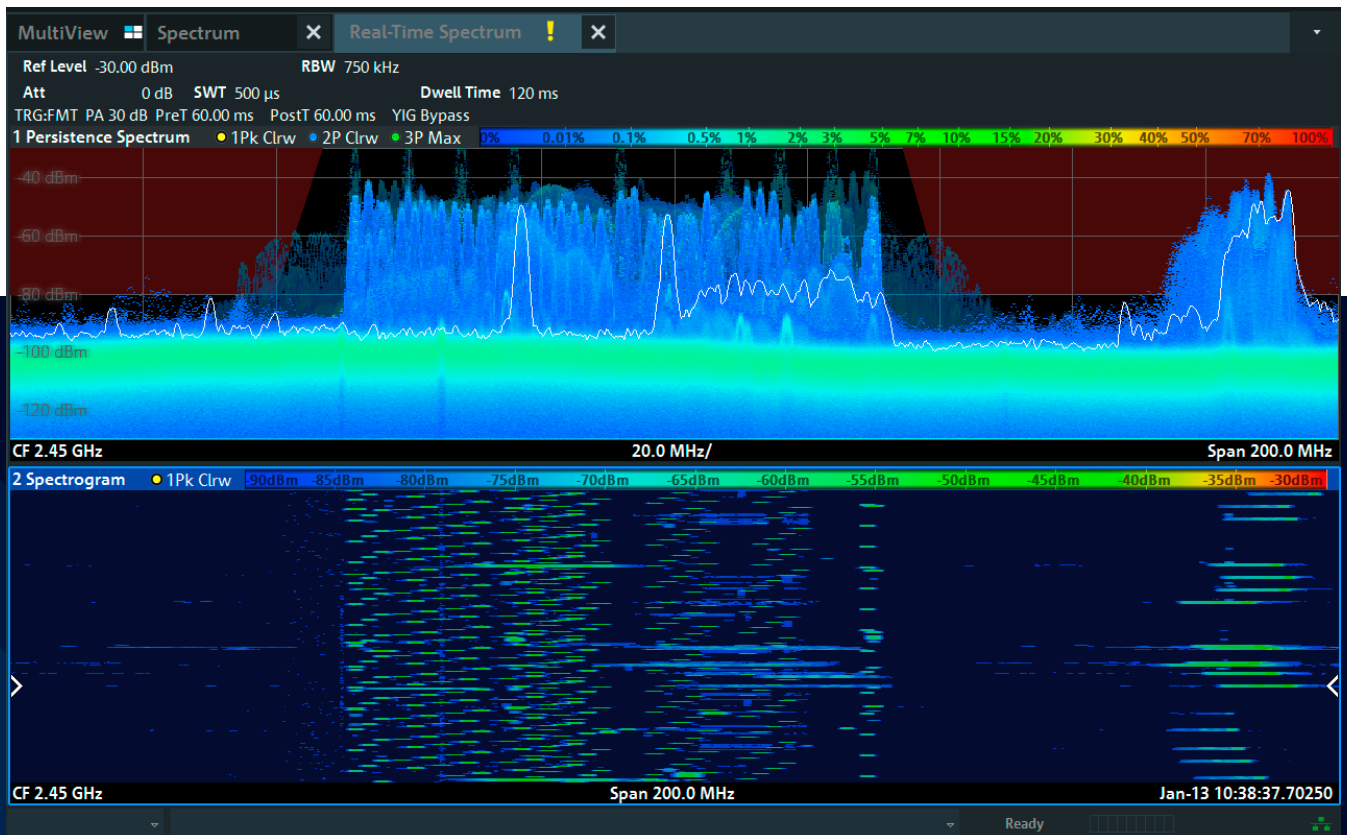 MultiView Spectrum ✕ Real-Time Spectrum ! ✕
Ref Level -30.00 dBm RBW 750 kHz
Att 0 dB SWT 500 µs Dwell Time 120 ms
TRG:FMT PA 30 dB PreT 60.00 ms PostT 60.00 ms YIG Bypass
1 Persistence Spectrum 1Pk Clrw 2P Clrw 3P Max 0% 0.01% 0.1% 0.5% 1% 2% 3% 5% 7% 10% 15% 20% 30% 40% 50% 70% 100%
-40 dBm
-60 dBm
-80 dBm
-100 dBm
-120 dBm
CF 2.45 GHz 20.0 MHz/ Span 200.0 MHz
2 Spectrogram 1Pk Clrw -90dBm -85dBm -80dBm -75dBm -70dBm -65dBm -60dBm -55dBm -50dBm -45dBm -40dBm -35dBm -30dBm
CF 2.45 GHz Span 200.0 MHz Jan-13 10:38:37.70250
Ready